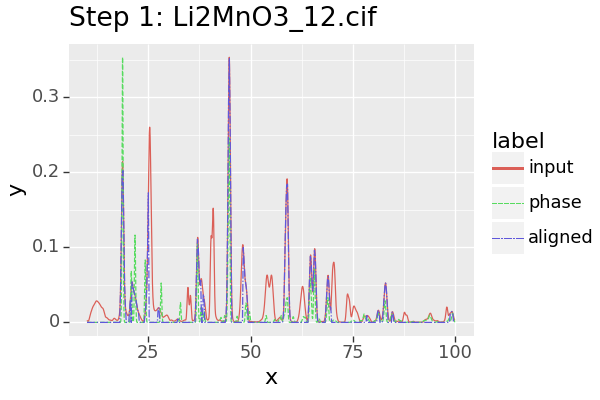 Step 1: Li2MnO3_12.cif
y
0.3
0.2
0.1
0
25
50
75
100
x
label
input
phase
aligned